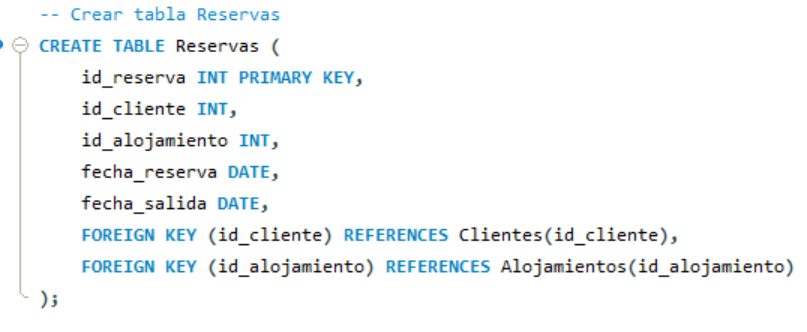 -- Crear tabla Reservas
CREATE TABLE Reservas (
id_reserva INT PRIMARY KEY,
id_cliente INT,
id_alojamiento INT,
fecha_reserva DATE,
fecha_salida DATE,
FOREIGN KEY (id_cliente) REFERENCES Clientes(id_cliente),
FOREIGN KEY (id_alojamiento) REFERENCES Alojamientos(id_alojamiento)
);